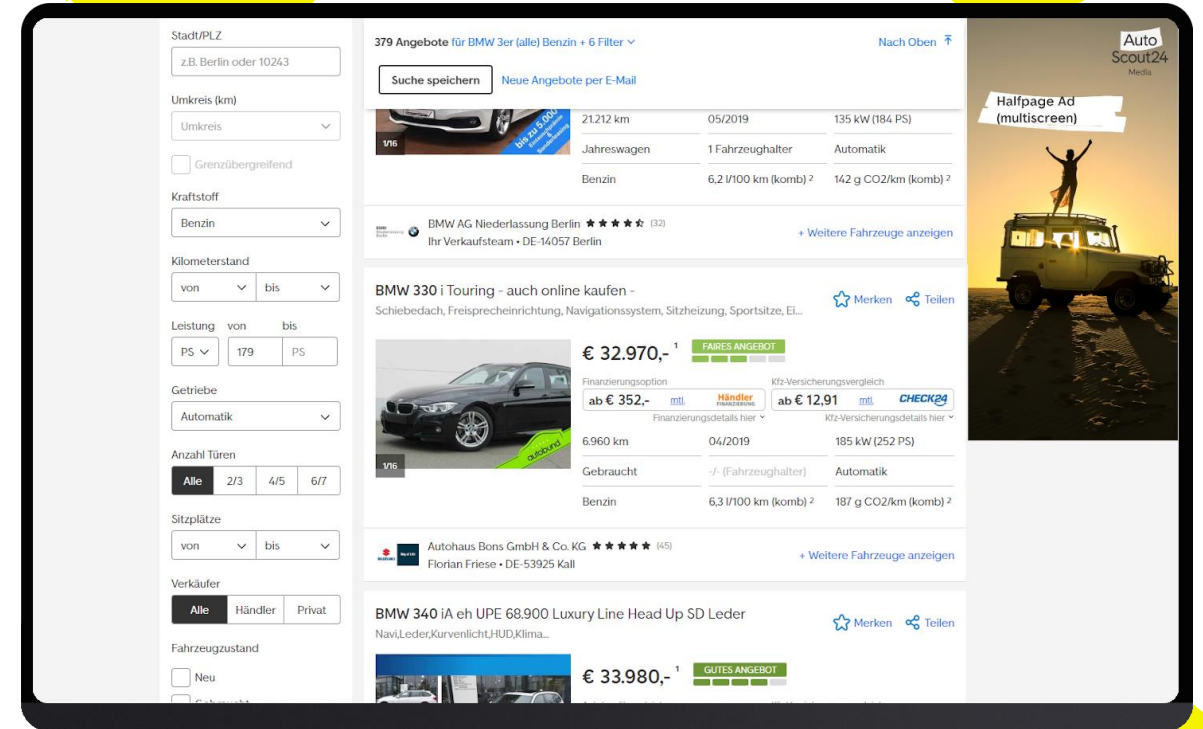 Stadt/PLZ
z.B. Berlin oder 10243
Umkreis (km)
Umkreis
Grenzübergreifend
Kraftstoff
Benzin
Kilometerstand
von bis
Leistung von bis
PS 179 PS
Getriebe
Automatik
Anzahl Türen
Alle 2/3 4/5 6/7
Sitzplätze
von bis
Verkäufer
Alle Händler Privat
Fahrzeugzustand
Neu
379 Angebote für BMW 3er (alle) Benzin + 6 Filter
Nach Oben
Suche speichern Neue Angebote per E-Mail
bis zu 5.000
1/16
21.212 km 05/2019 135 kW (184 PS)
Jahreswagen 1 Fahrzeughalter Automatik
Benzin 6,2 l/100 km (komb) 2 142 g CO2/km (komb) 2
BMW AG Niederlassung Berlin (32)
Ihr Verkaufsteam • DE-14057 Berlin
+ Weitere Fahrzeuge anzeigen
BMW 330 i Touring - auch online kaufen -
Schiebedach, Freisprecheinrichtung, Navigationssystem, Sitzheizung, Sportsitze, Ei...
Merken Teilen
autobund
1/16
€ 32.970,- 1 FAIRES ANGEBOT
Finanzierungsoption Kfz-Versicherungsvergleich
ab € 352,- mtl. Händler FINANZIERUNG ab € 12,91 mtl. CHECK24
Finanzierungsdetails hier Kfz-Versicherungsdetails hier
6.960 km 04/2019 185 kW (252 PS)
Gebraucht -/- (Fahrzeughalter) Automatik
Benzin 6,3 l/100 km (komb) 2 187 g CO2/km (komb) 2
Autohaus Bons GmbH & Co. KG (45)
Florian Friese • DE-53925 Kall
+ Weitere Fahrzeuge anzeigen
BMW 340 iA eh UPE 68.900 Luxury Line Head Up SD Leder
Navi,Leder,Kurvenlicht,HUD,Klima...
Merken Teilen
€ 33.980,- 1 GUTES ANGEBOT
Auto
Scout24
Media
Halfpage Ad
(multiscreen)